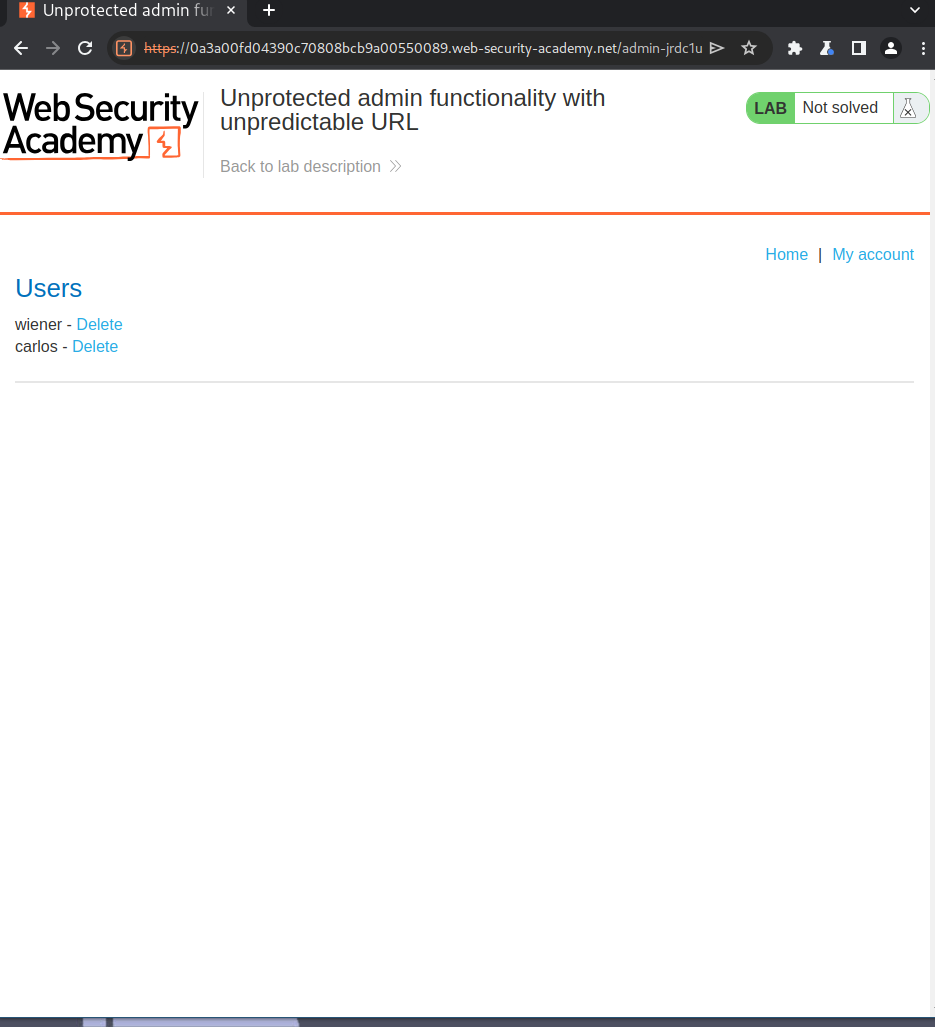 Unprotected admin fu
https://0a3a00fd04390c70808bcb9a00550089.web-security-academy.net/admin-jrdc1u
Web Security
Academy
Unprotected admin functionality with
unpredictable URL
Back to lab description
LAB Not solved
Home | My account
Users
wiener - Delete
carlos - Delete